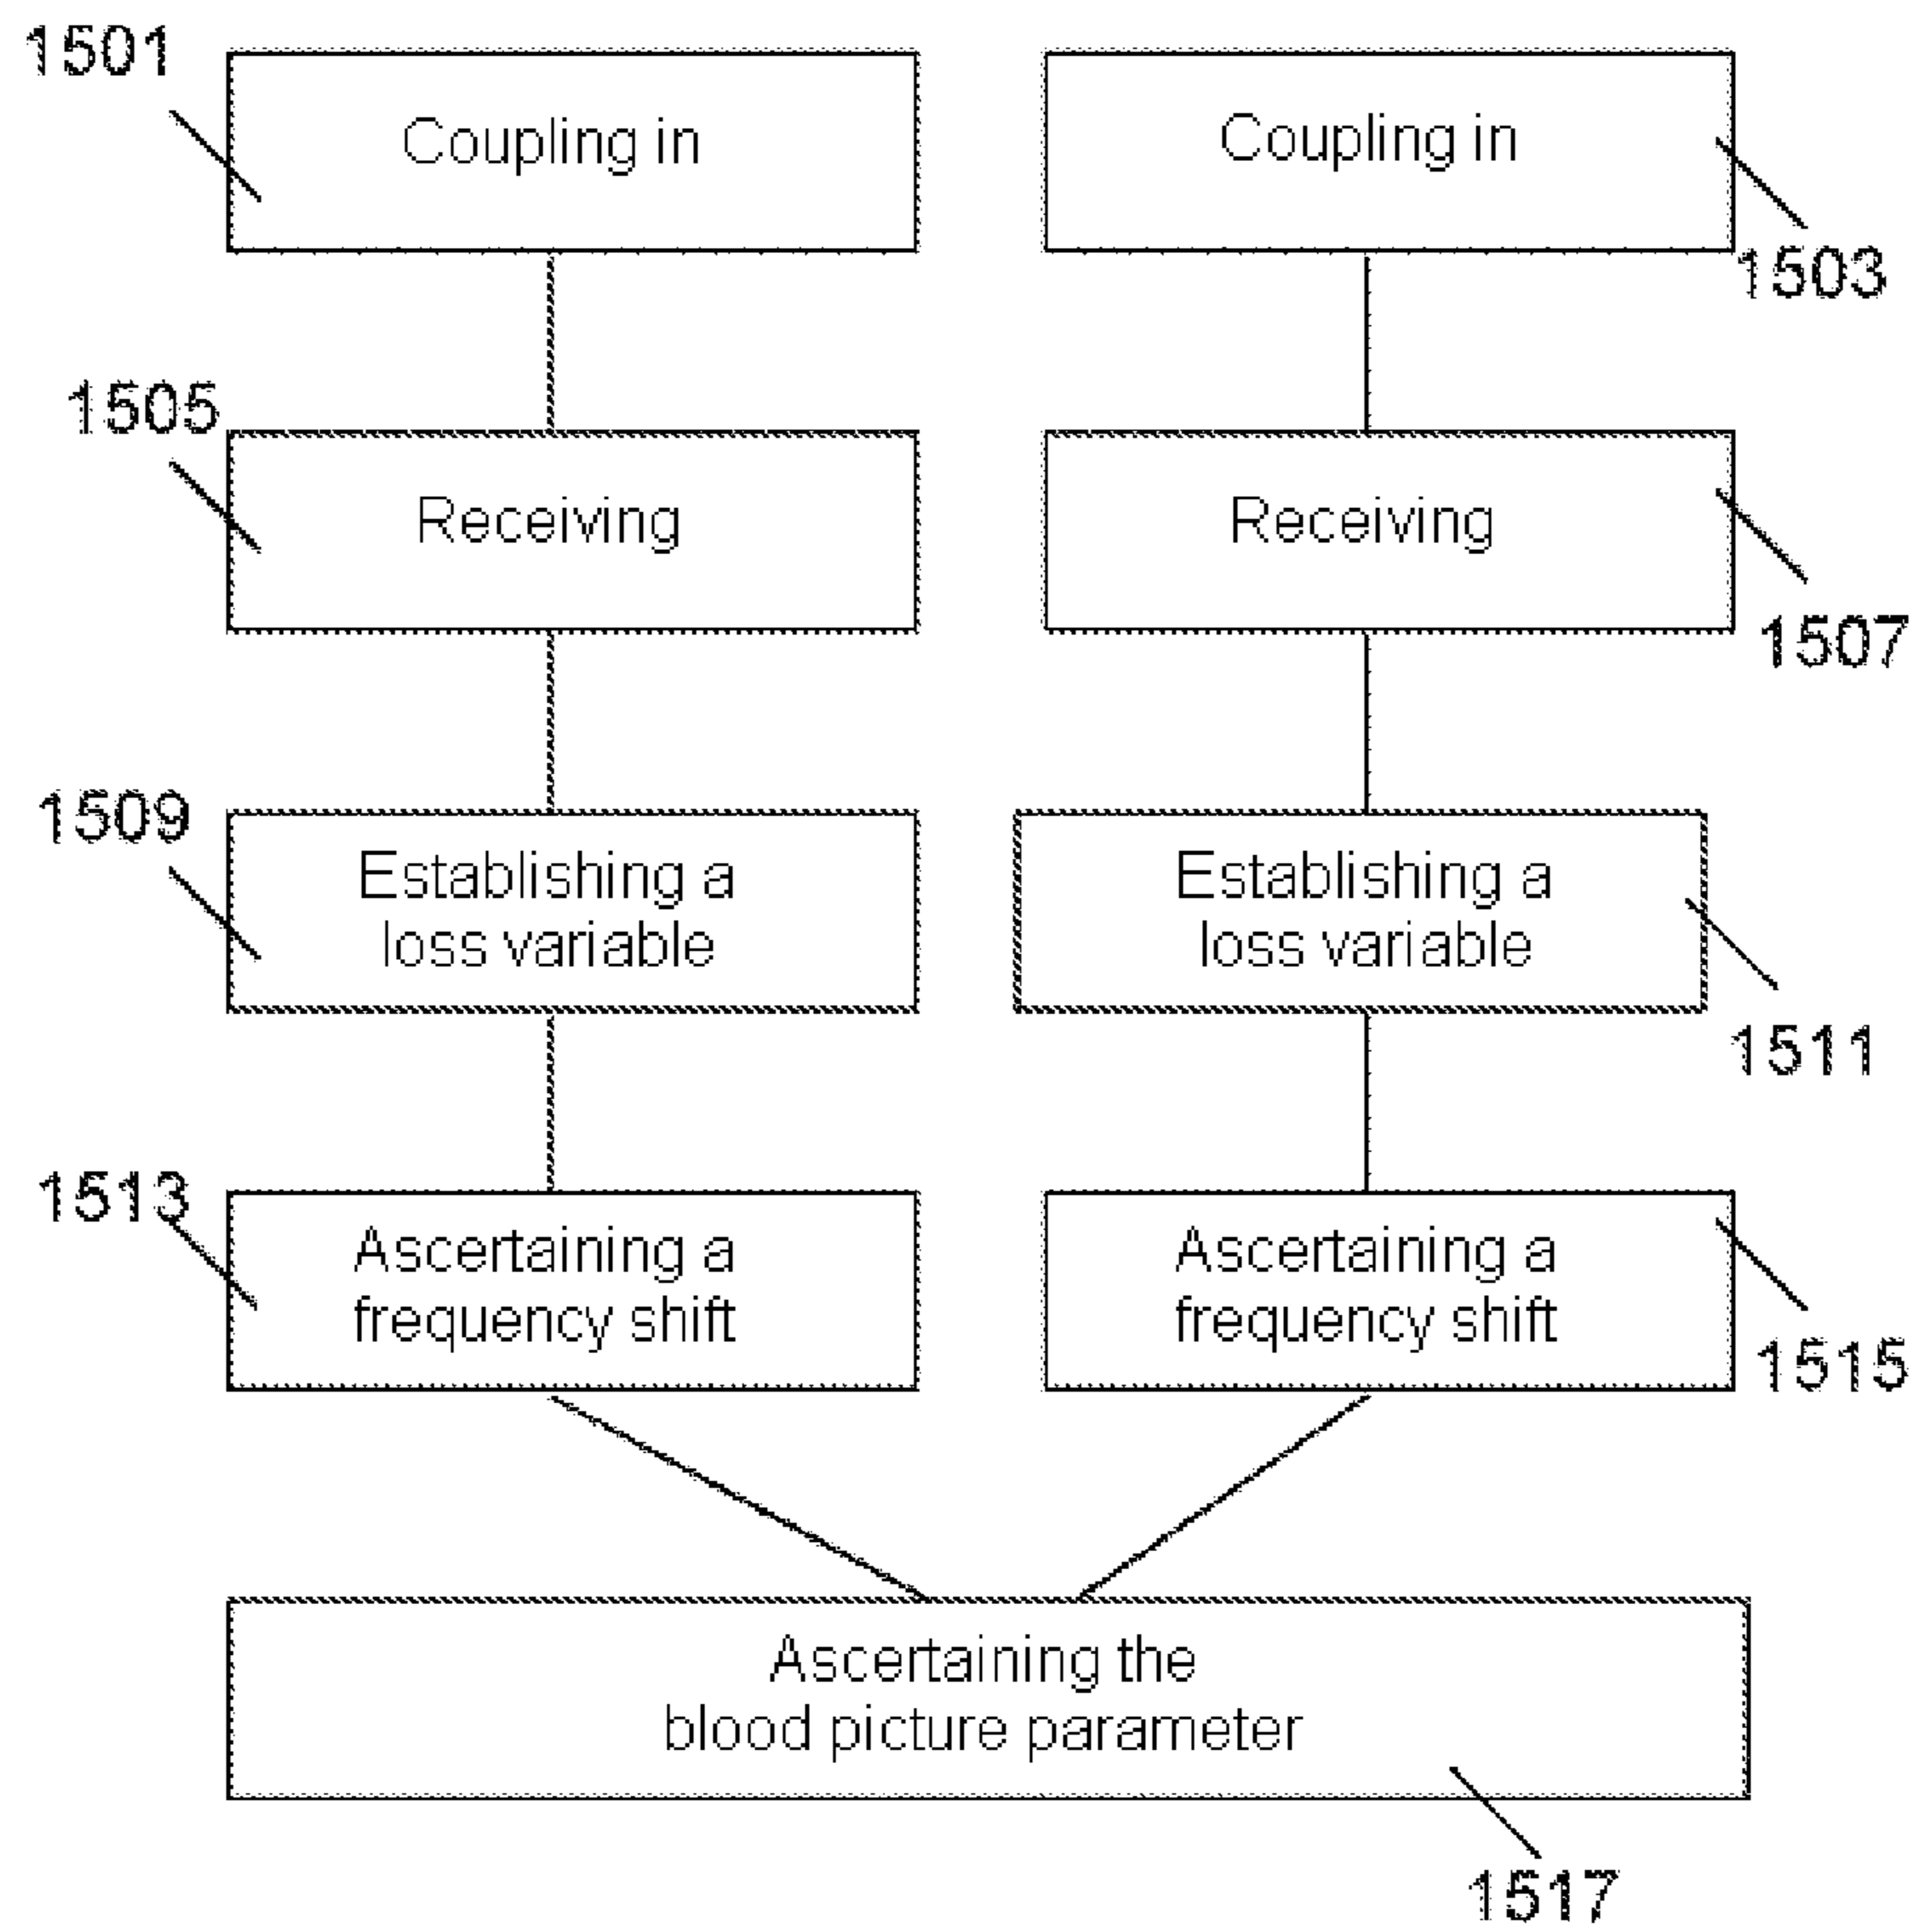 1501
Coupling in
Coupling in
1503
1505
Receiving
Receiving
1507
1509
Establishing a
loss variable
Establishing a
loss variable
1511
1513
Ascertaining a
frequency shift
Ascertaining a
frequency shift
1515
Ascertaining the
blood picture parameter
1517